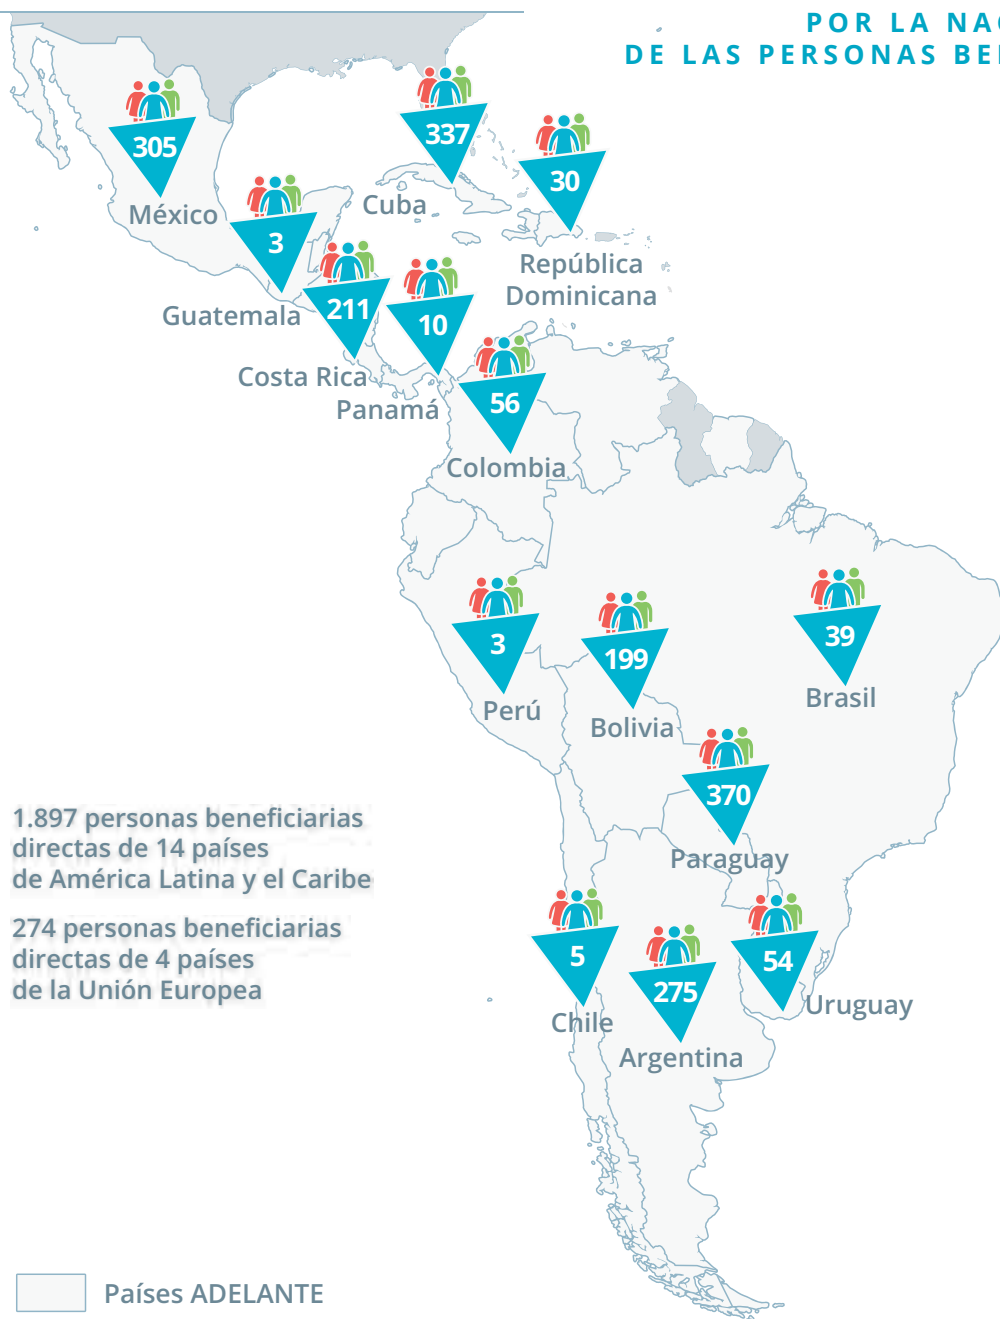 POR LA
DE LAS PERSONAS
305
México
337
Cuba
30
República
Dominicana
3
Guatemala
211
Costa Rica
10
Panamá
56
Colombia
3
Perú
199
Bolivia
39
Brasil
370
Paraguay
1.897 personas beneficiarias
directas de 14 países
de América Latina y el Caribe
274 personas beneficiarias
directas de 4 países
de la Unión Europea
5
Chile
275
Argentina
54
Uruguay
Países ADELANTE